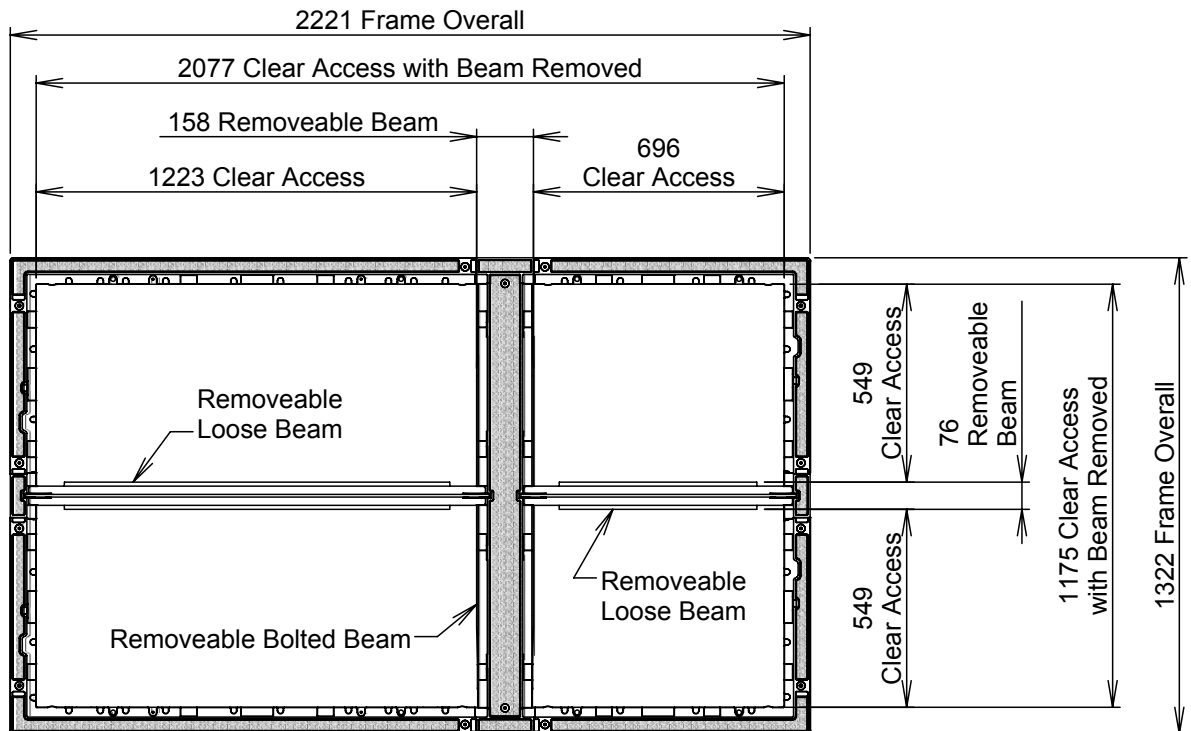 2221 Frame Overall
2077 Clear Access with Beam Removed
158 Removeable Beam
696
Clear Access
1223 Clear Access
549
Clear Access
76
Removeable
Beam
1175 Clear Access
with Beam Removed
1322 Frame Overall
Removeable
Loose Beam
Removeable
Loose Beam
549
Clear Access
Removeable Bolted Beam